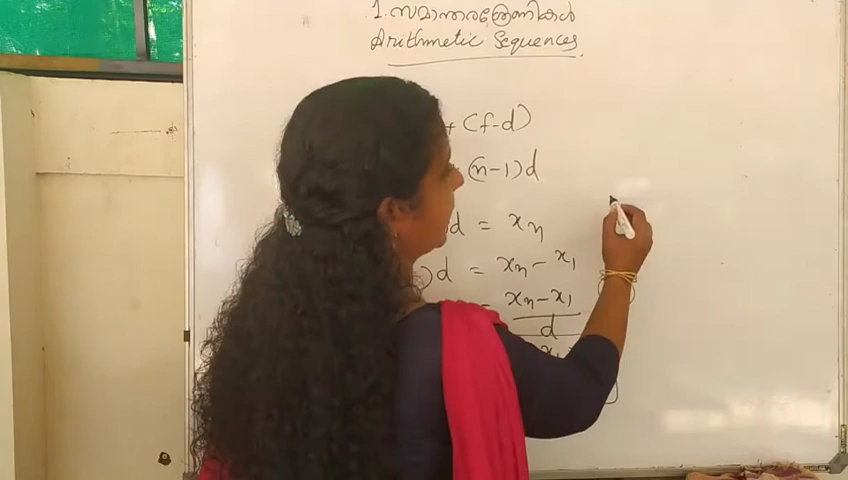 1. സമാന്തരശ്രേണികൾ
Arithmetic Sequences
+ (f-d)
(n-1)d
d = xₙ
)d = xₙ - x₁
= xₙ - x₁
d